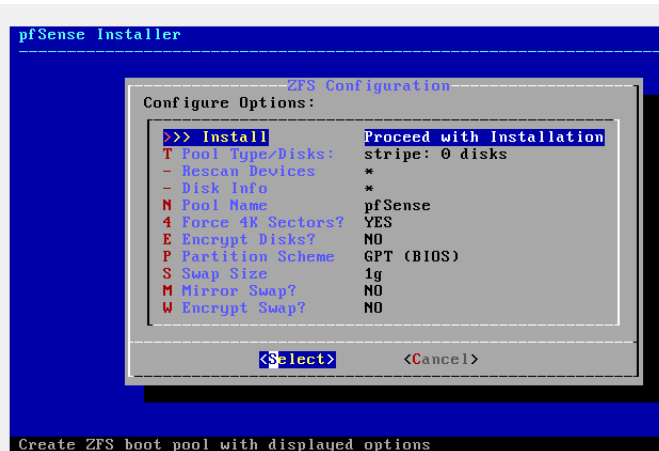 pfSense Installer
ZFS Configuration
Configure Options:
>>> Install Proceed with Installation
T Pool Type/Disks: stripe: 0 disks
- Rescan Devices *
- Disk Info *
N Pool Name pfSense
4 Force 4K Sectors? YES
E Encrypt Disks? NO
P Partition Scheme GPT (BIOS)
S Swap Size 1g
M Mirror Swap? NO
W Encrypt Swap? NO
<Select> <Cancel>
Create ZFS boot pool with displayed options